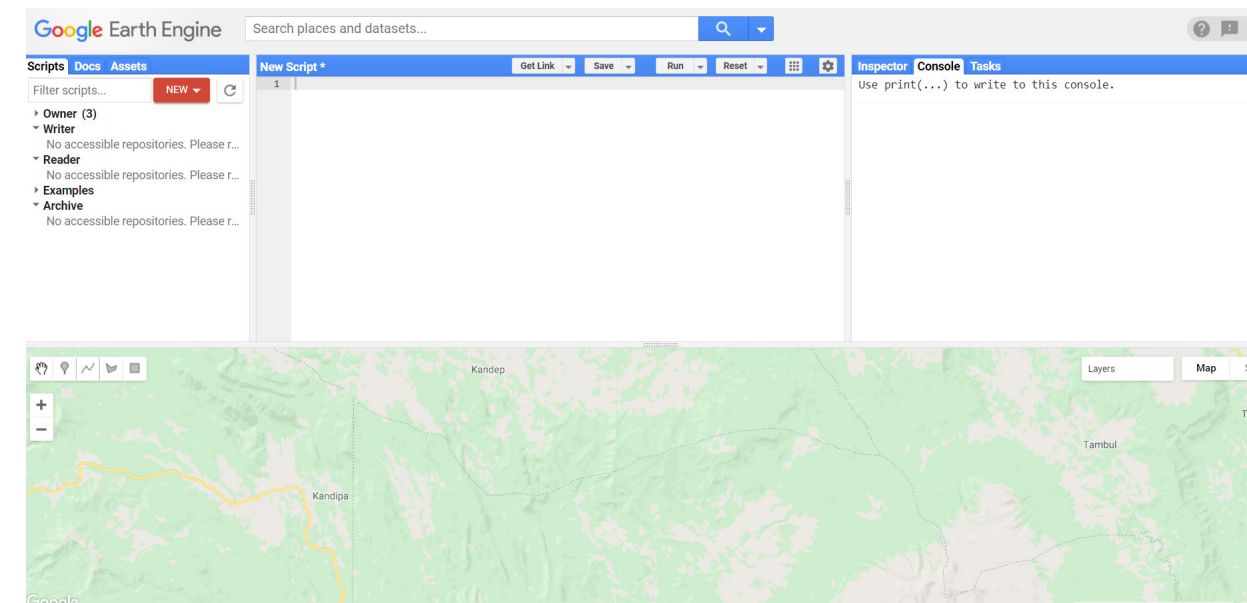 Google Earth Engine
Search places and datasets...
Scripts Docs Assets
Filter scripts...
NEW
Owner (3)
Writer
No accessible repositories. Please r...
Reader
No accessible repositories. Please r...
Examples
Archive
No accessible repositories. Please r...
New Script *
Get Link
Save
Run
Reset
1
Inspector Console Tasks
Use print(...) to write to this console.
Kandep
Layers
Map
Tambul
Kandipa
Google